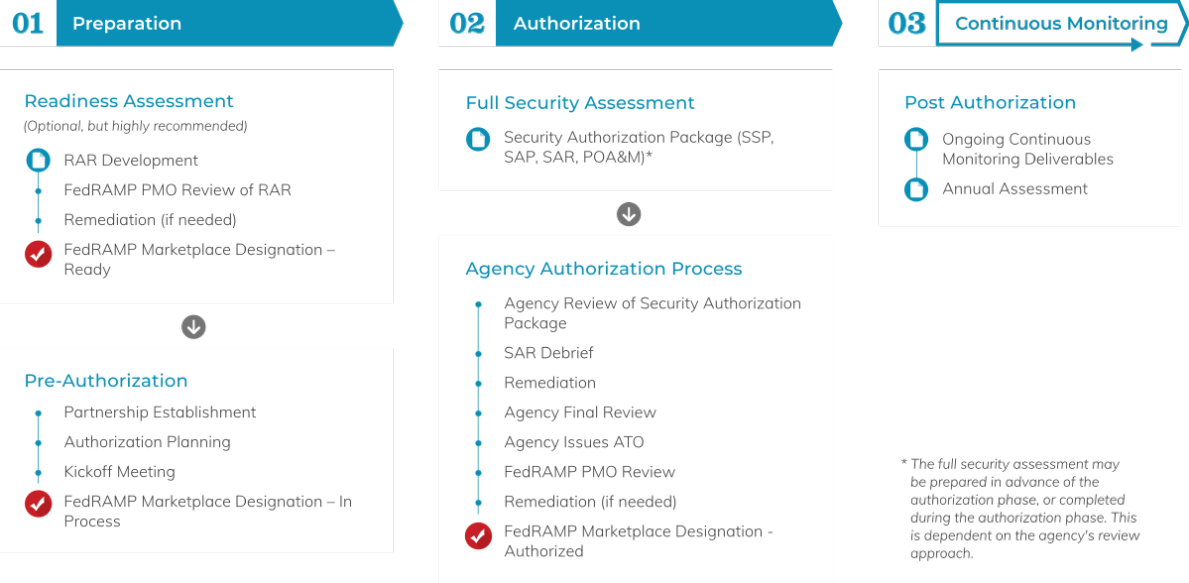 01 Preparation
Readiness Assessment
(Optional, but highly recommended)
RAR Development
FedRAMP PMO Review of RAR
Remediation (if needed)
FedRAMP Marketplace Designation –
Ready
Pre-Authorization
Partnership Establishment
Authorization Planning
Kickoff Meeting
FedRAMP Marketplace Designation – In
Process
02 Authorization
Full Security Assessment
Security Authorization Package (SSP,
SAP, SAR, POA&M)*
Agency Authorization Process
Agency Review of Security Authorization
Package
SAR Debrief
Remediation
Agency Final Review
Agency Issues ATO
FedRAMP PMO Review
Remediation (if needed)
FedRAMP Marketplace Designation -
Authorized
03 Continuous Monitoring
Post Authorization
Ongoing Continuous
Monitoring Deliverables
Annual Assessment
* The full security assessment may
be prepared in advance of the
authorization phase, or completed
during the authorization phase. This
is dependent on the agency's review
approach.